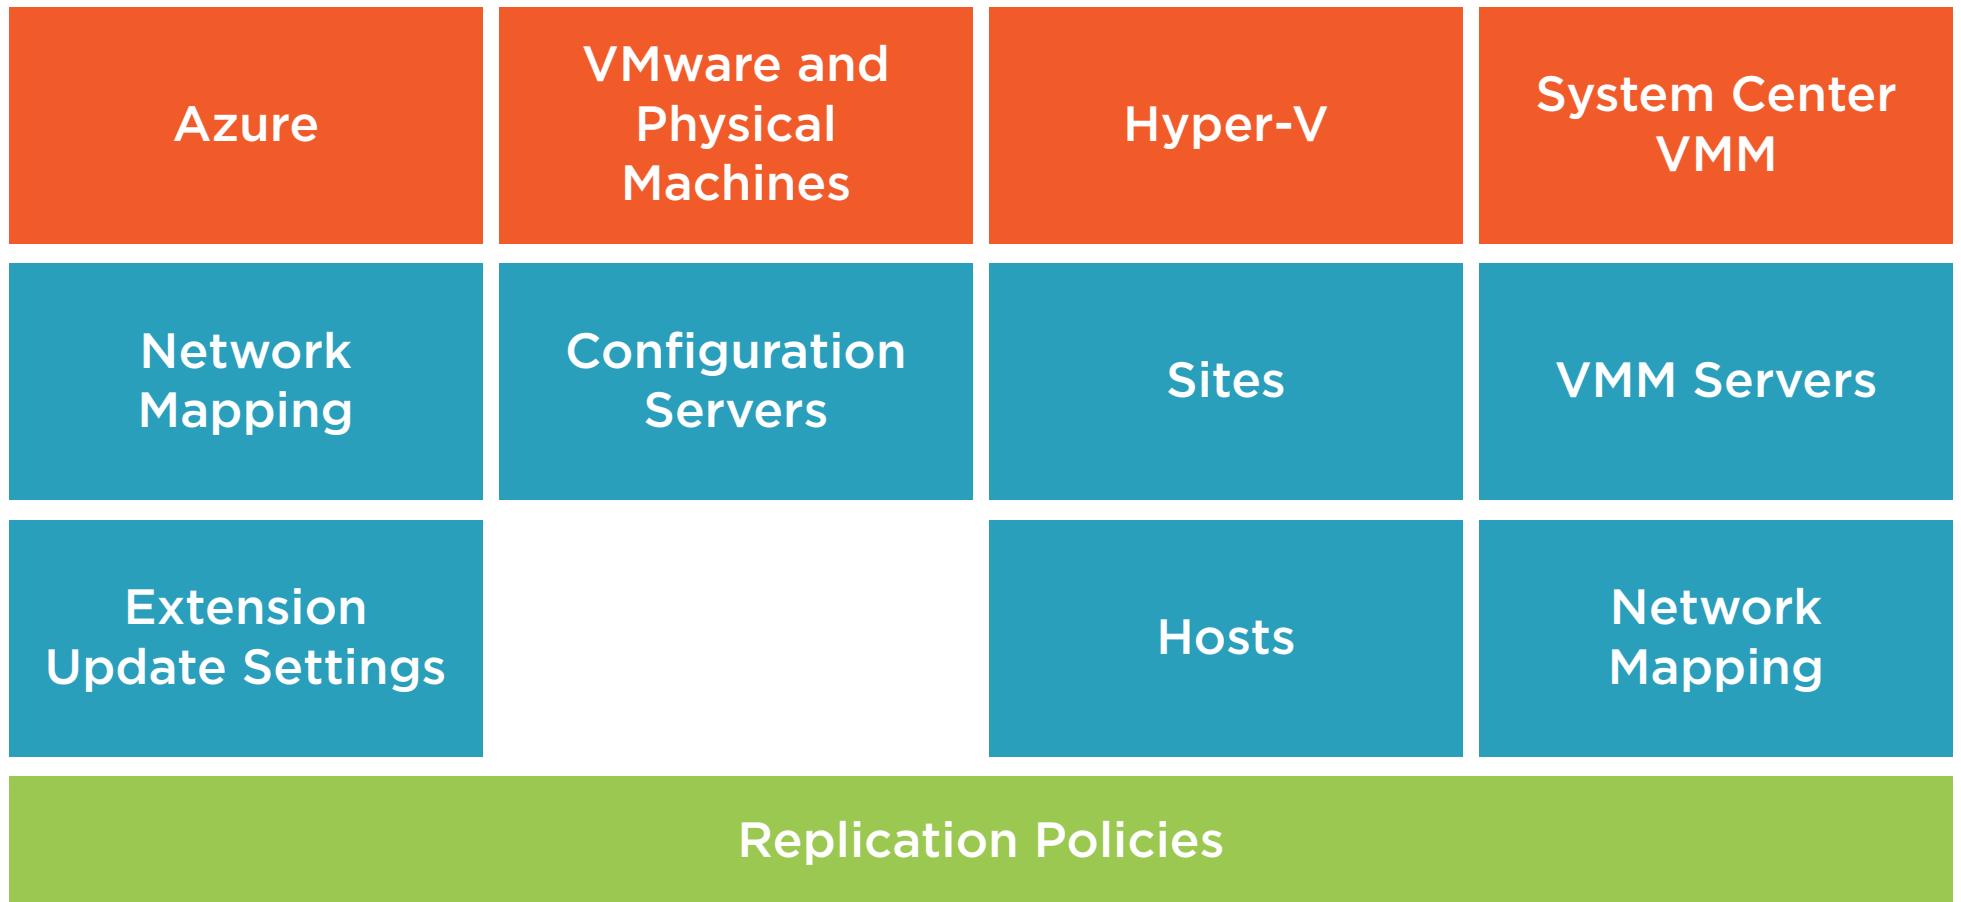 Azure
VMware and
Physical
Machines
Hyper-V
System Center
VMM
Network
Mapping
Configuration
Servers
Sites
VMM Servers
Extension
Update Settings
Hosts
Network
Mapping
Replication Policies